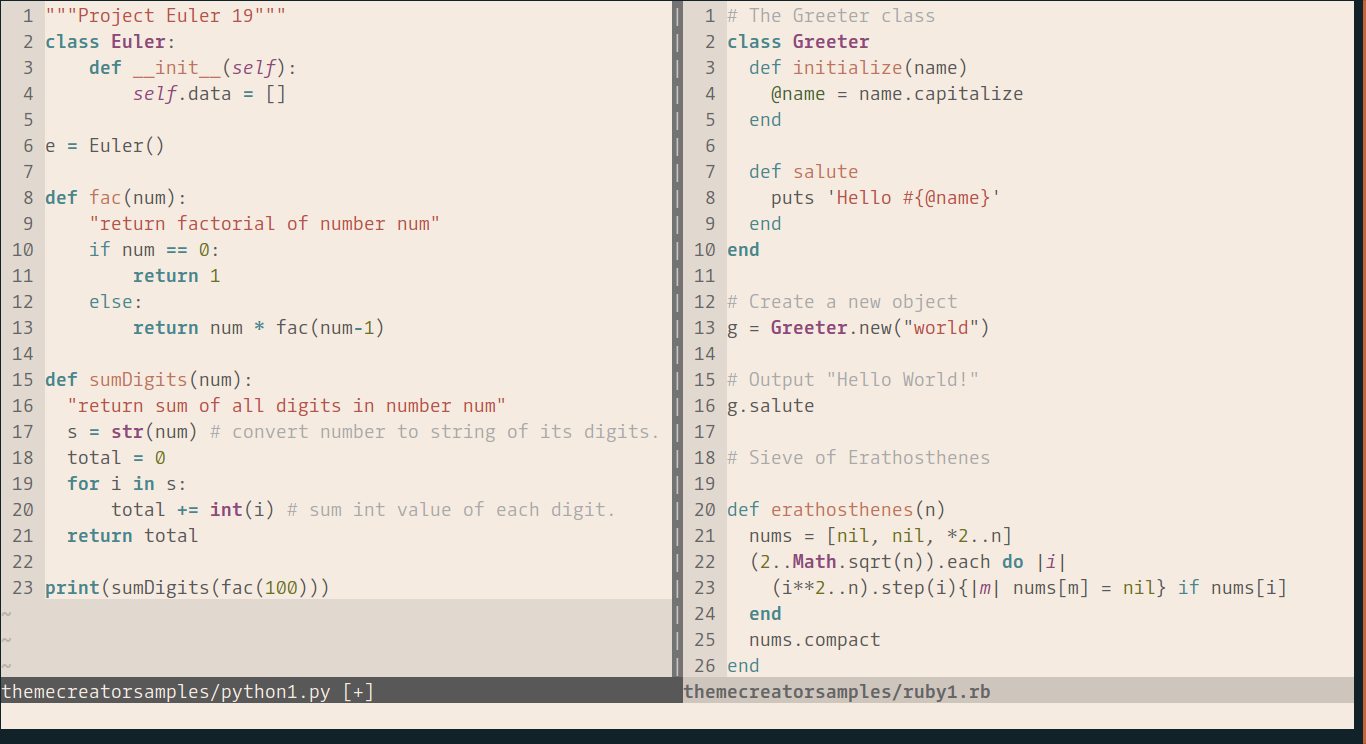 1 """Project Euler 19"""
2 class Euler:
3     def __init__(self):
4         self.data = []
5
6 e = Euler()
7
8 def fac(num):
9     "return factorial of number num"
10     if num == 0:
11         return 1
12     else:
13         return num * fac(num-1)
14
15 def sumDigits(num):
16   "return sum of all digits in number num"
17   s = str(num) # convert number to string of its digits.
18   total = 0
19   for i in s:
20       total += int(i) # sum int value of each digit.
21   return total
22
23 print(sumDigits(fac(100)))
~
~
~
themecreatorsamples/python1.py [+]
1 # The Greeter class
2 class Greeter
3   def initialize(name)
4     @name = name.capitalize
5   end
6
7   def salute
8     puts 'Hello #{@name}'
9   end
10 end
11
12 # Create a new object
13 g = Greeter.new("world")
14
15 # Output "Hello World!"
16 g.salute
17
18 # Sieve of Erathosthenes
19
20 def erathosthenes(n)
21   nums = [nil, nil, *2..n]
22   (2..Math.sqrt(n)).each do |i|
23     (i**2..n).step(i){|m| nums[m] = nil} if nums[i]
24   end
25   nums.compact
26 end
themecreatorsamples/ruby1.rb